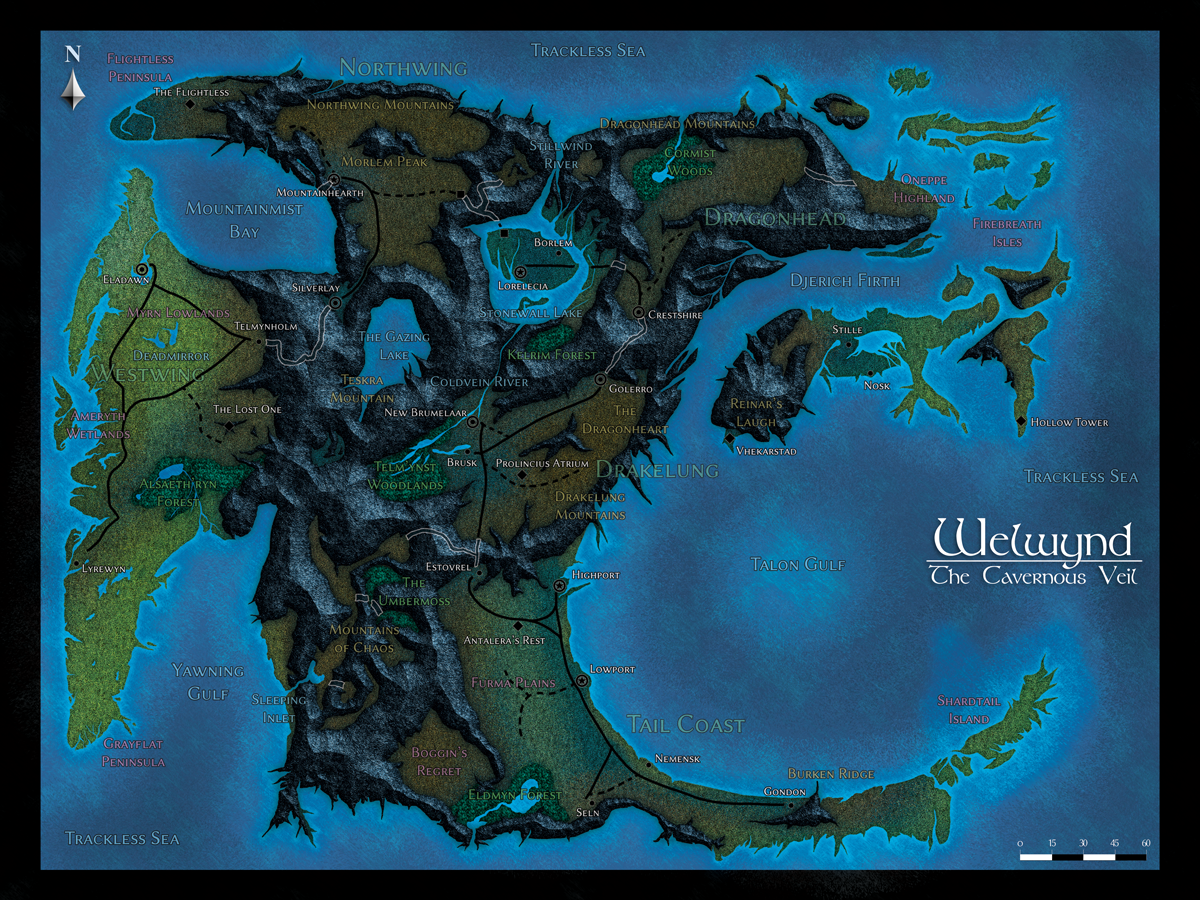 N
Flightless
Peninsula
The Flightless
Trackless Sea
Northwing
Northwing Mountains
Morlem Peak
Mountainhearth
Mountainmist
Bay
Stillwind
River
Dragonhead Mountains
Cormist
Woods
Oneppe
Highland
Dragonhead
Firebreath
Isles
Borlem
Lorelecia
Stonewall Lake
Djerich Firth
Eladawn
Silverlay
Myrn Lowlands
Telmynholm
Crestshire
The Gazing
Lake
Deadmirror
Westwing
Kelrim Forest
Stille
Nosk
Teskra
Mountain
Coldvein River
Golerro
The Lost One
New Brumelaar
The
Dragonheart
Reinar's
Laugh
Ameryth
Wetlands
Hollow Tower
Vhekarstad
Brusk
Prolincius Atrium
Drakelung
Telmynst
Woodlands
Trackless Sea
Alsaeth'ryn
Forest
Drakelung
Mountains
Welwynd
The Cavernous Veil
Talon Gulf
Lyrewyn
Estovrel
Highport
The
Umbermoss
Mountains
of Chaos
Antalera's Rest
Yawning
Gulf
Lowport
Furma Plains
Sleeping
Inlet
Shardtail
Island
Tail Coast
Grayflat
Peninsula
Boggin's
Regret
Nemensk
Burken Ridge
Gondon
Eldmyn Forest
Seln
Trackless Sea
0 15 30 45 60